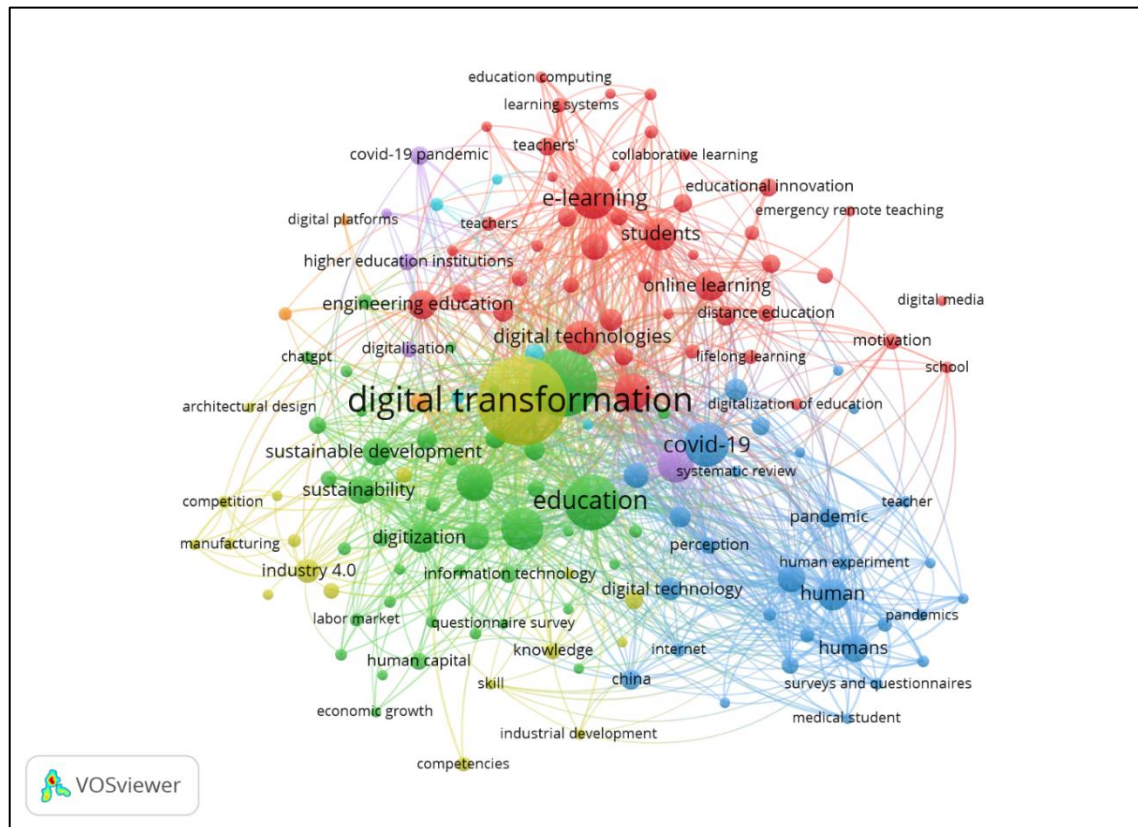 education computing
learning systems
teachers'
covid-19 pandemic
collaborative learning
e-learning
educational innovation
digital platforms
teachers
students
emergency remote teaching
higher education institutions
online learning
engineering education
digital media
distance education
digital technologies
digitalisation
motivation
chatgpt
lifelong learning
school
digital transformation
architectural design
digitalization of education
covid-19
sustainable development
systematic review
sustainability
education
competition
teacher
pandemic
digitization
manufacturing
perception
human experiment
industry 4.0
information technology
digital technology
human
labor market
questionnaire survey
pandemics
knowledge
internet
humans
human capital
skill
china
surveys and questionnaires
economic growth
medical student
industrial development
competencies
VOSviewer